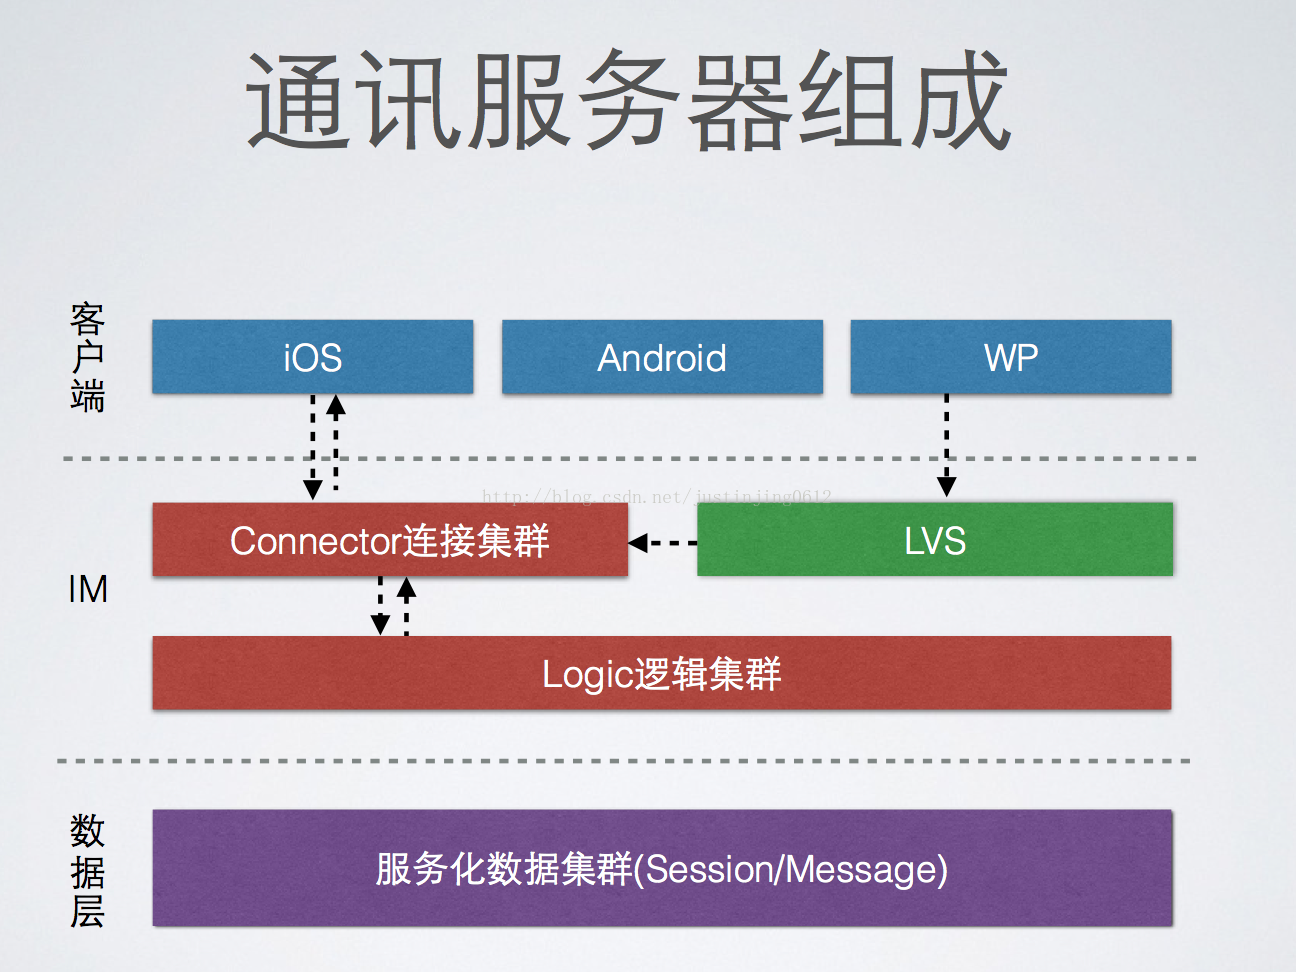 通讯服务器组成
客户端
iOS
Android
WP
http://blog.csdn.net/justinjing0612
IM
Connector连接集群
LVS
Logic逻辑集群
数据层
服务化数据集群(Session/Message)